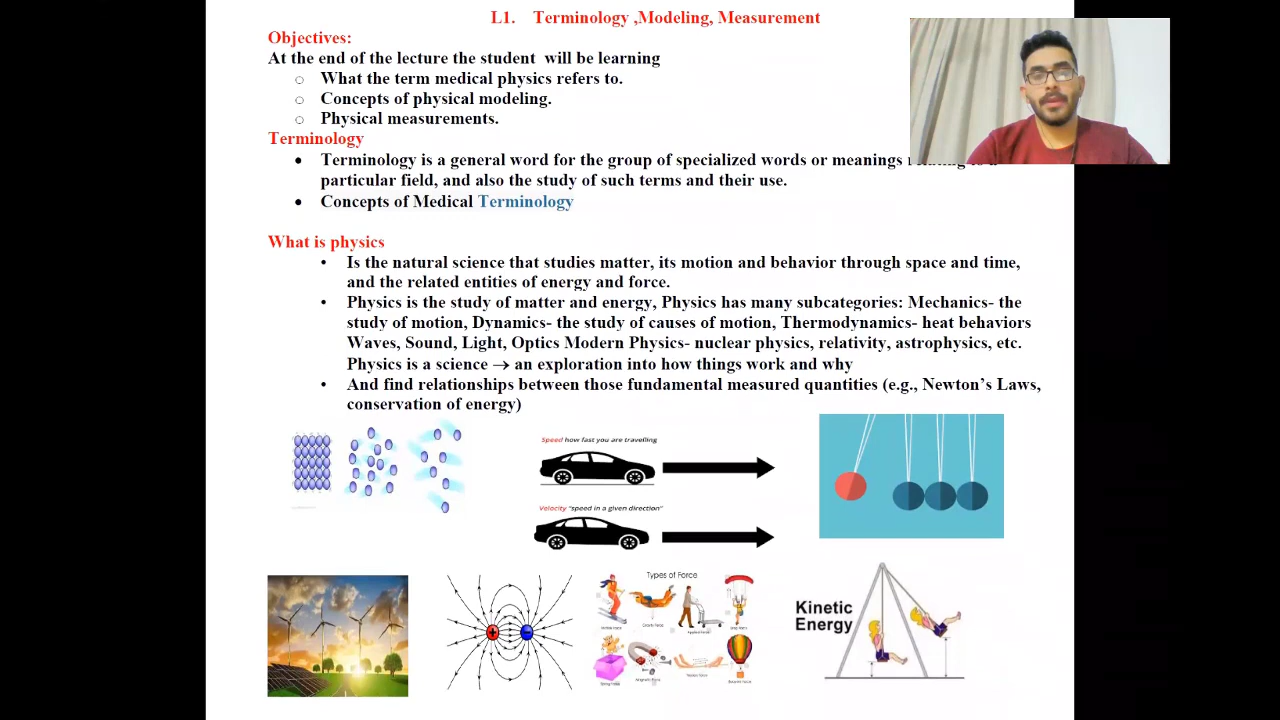 L1. Terminology ,Modeling, Measurement
Objectives:
At the end of the lecture the student will be learning
○ What the term medical physics refers to.
○ Concepts of physical modeling.
○ Physical measurements.
Terminology
• Terminology is a general word for the group of specialized words or meanings
particular field, and also the study of such terms and their use.
• Concepts of Medical Terminology
What is physics
• Is the natural science that studies matter, its motion and behavior through space and time,
and the related entities of energy and force.
• Physics is the study of matter and energy, Physics has many subcategories: Mechanics- the
study of motion, Dynamics- the study of causes of motion, Thermodynamics- heat behaviors
Waves, Sound, Light, Optics Modern Physics- nuclear physics, relativity, astrophysics, etc.
Physics is a science → an exploration into how things work and why
• And find relationships between those fundamental measured quantities (e.g., Newton’s Laws,
conservation of energy)
Speed how fast you are travelling
Velocity "speed in a given direction"
+ -
Types of Force
Applied Force
Kinetic
Energy